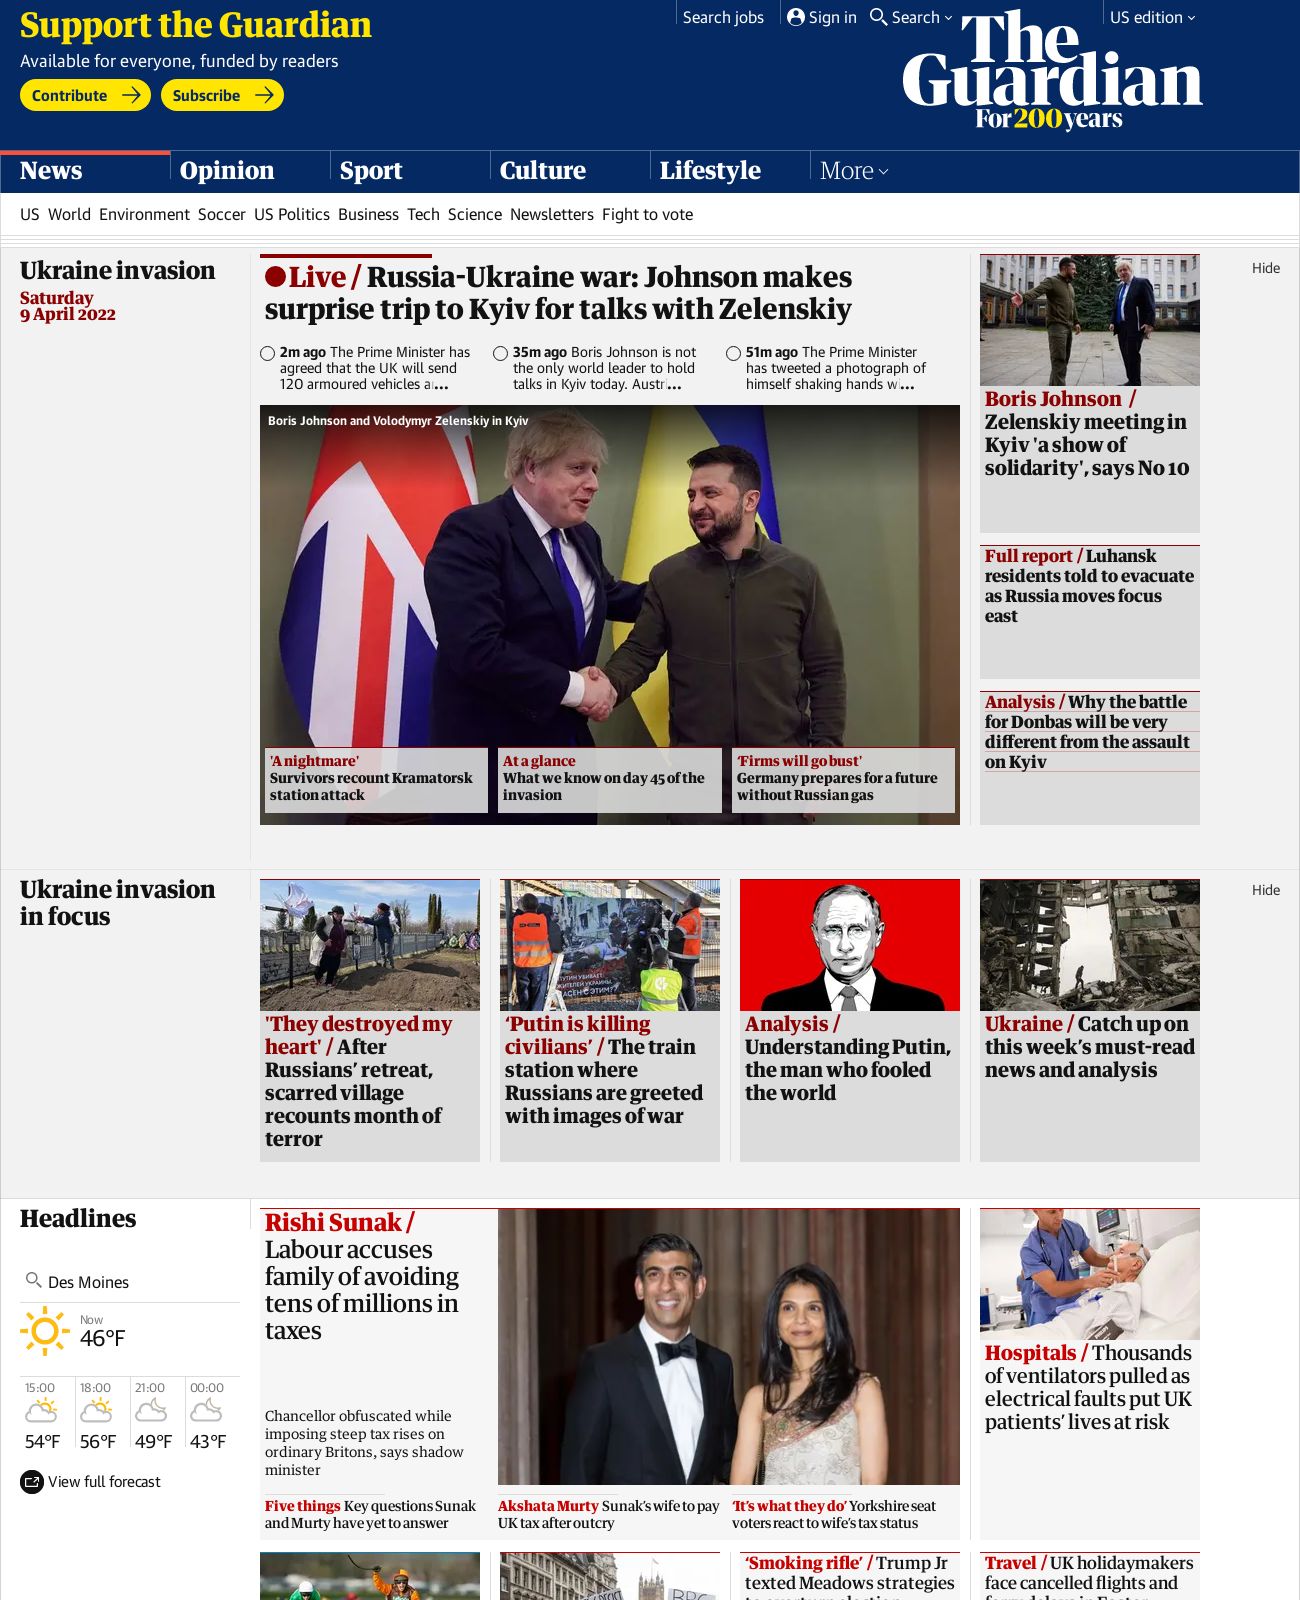 Support the Guardian
Available for everyone, funded by readers
Contribute
Subscribe
Search jobs
Sign in
Search
US edition
The
Guardian
For 200 years
News
Opinion
Sport
Culture
Lifestyle
More
US World Environment Soccer US Politics Business Tech Science Newsletters Fight to vote
Ukraine invasion
Saturday
9 April 2022
Live / Russia-Ukraine war: Johnson makes
surprise trip to Kyiv for talks with Zelenskiy
2m ago The Prime Minister has
agreed that the UK will send
120 armoured vehicles a...
35m ago Boris Johnson is not
the only world leader to hold
talks in Kyiv today. Austri...
51m ago The Prime Minister
has tweeted a photograph of
himself shaking hands wi...
Boris Johnson and Volodymyr Zelenskiy in Kyiv
'A nightmare'
Survivors recount Kramatorsk
station attack
At a glance
What we know on day 45 of the
invasion
‘Firms will go bust'
Germany prepares for a future
without Russian gas
Hide
Boris Johnson /
Zelenskiy meeting in
Kyiv 'a show of
solidarity', says No 10
Full report / Luhansk
residents told to evacuate
as Russia moves focus
east
Analysis / Why the battle
for Donbas will be very
different from the assault
on Kyiv
Ukraine invasion
in focus
Hide
'They destroyed my
heart' / After
Russians’ retreat,
scarred village
recounts month of
terror
‘Putin is killing
civilians’ / The train
station where
Russians are greeted
with images of war
Analysis /
Understanding Putin,
the man who fooled
the world
Ukraine / Catch up on
this week’s must-read
news and analysis
Headlines
Des Moines
Now
46°F
15:00
54°F
18:00
56°F
21:00
49°F
00:00
43°F
View full forecast
Rishi Sunak /
Labour accuses
family of avoiding
tens of millions in
taxes
Chancellor obfuscated while
imposing steep tax rises on
ordinary Britons, says shadow
minister
Five things Key questions Sunak
and Murty have yet to answer
Akshata Murty Sunak’s wife to pay
UK tax after outcry
‘It’s what they do’ Yorkshire seat
voters react to wife’s tax status
Hospitals / Thousands
of ventilators pulled as
electrical faults put UK
patients’ lives at risk
‘Smoking rifle’ / Trump Jr
texted Meadows strategies
Travel / UK holidaymakers
face cancelled flights and